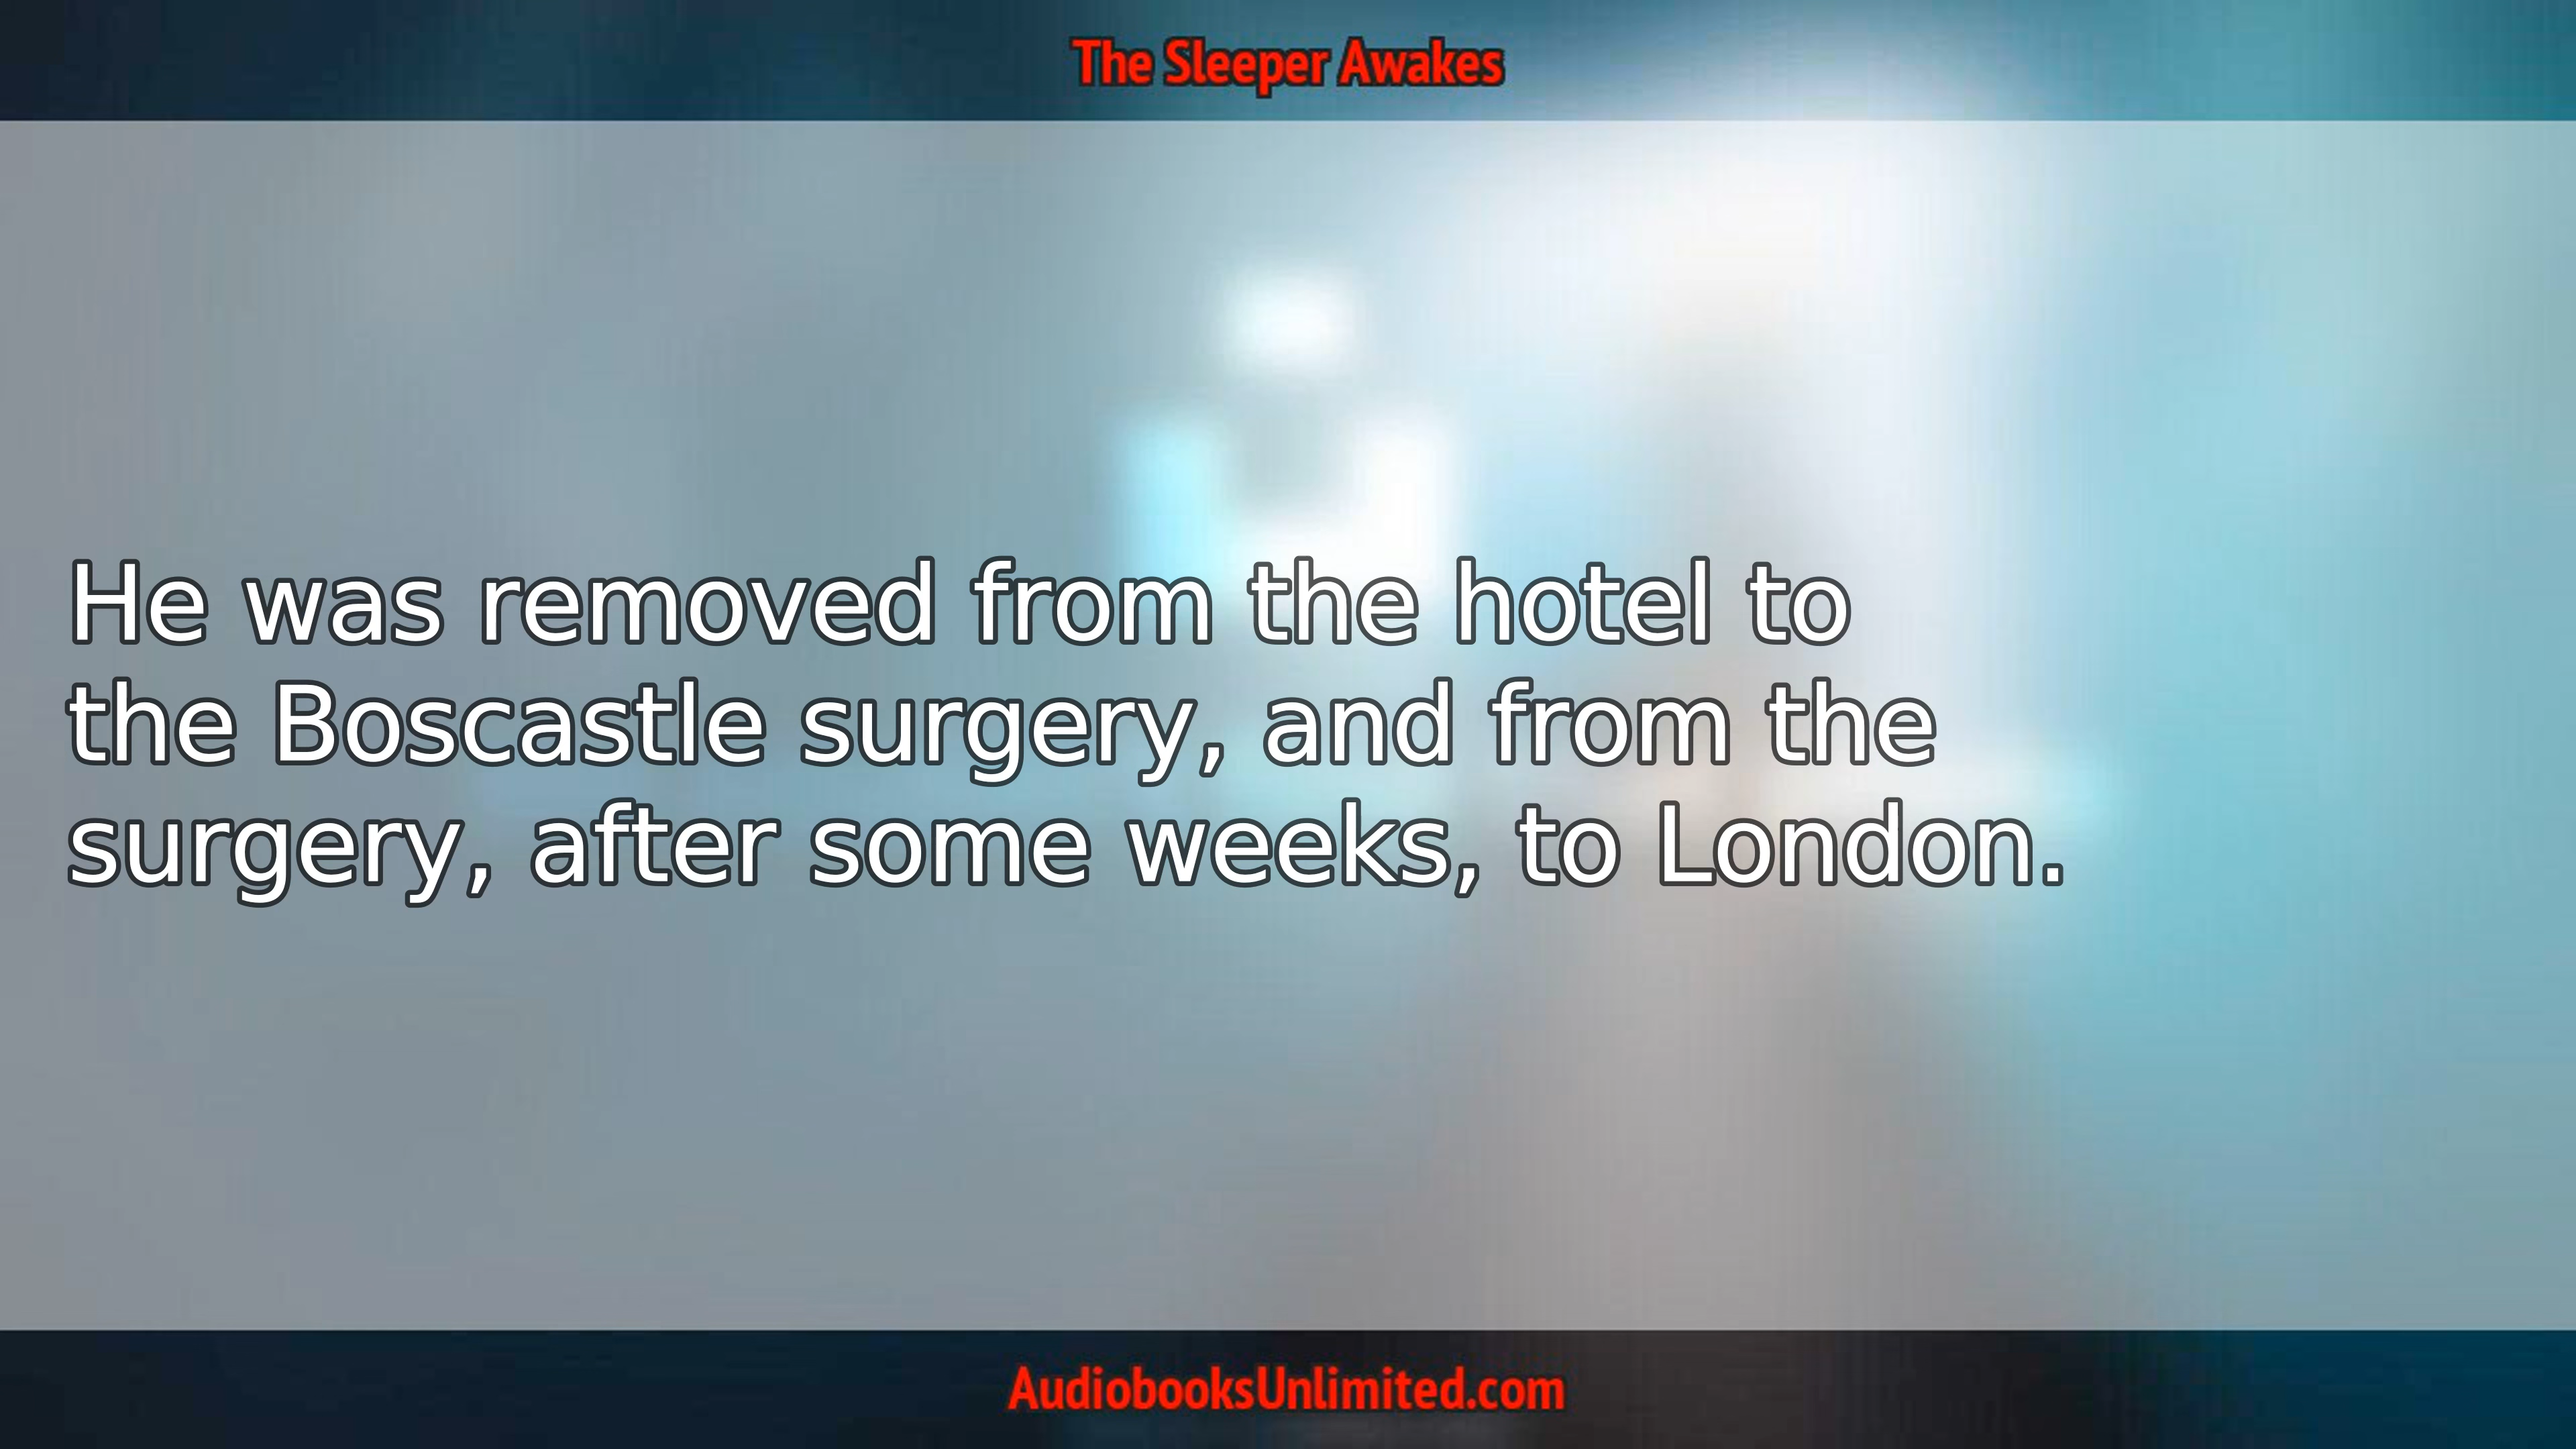 The Sleeper Awakes
He was removed from the hotel to
the Boscastle surgery, and from the
surgery, after some weeks, to London.
AudiobooksUnlimited.com